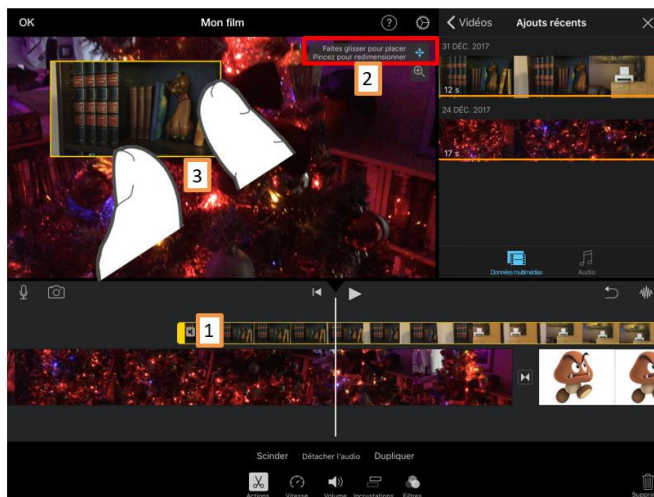 OK
Mon film
?
Vidéos
Ajouts récents
Faites glisser pour placer
Pincez pour redimensionner
2
31 DÉC. 2017
12 s
24 DÉC. 2017
17 s
3
Données multimédias
Audio
1
Scinder
Détacher l'audio
Dupliquer
Actions
Vitesse
Volume
Incrustations
Filtres